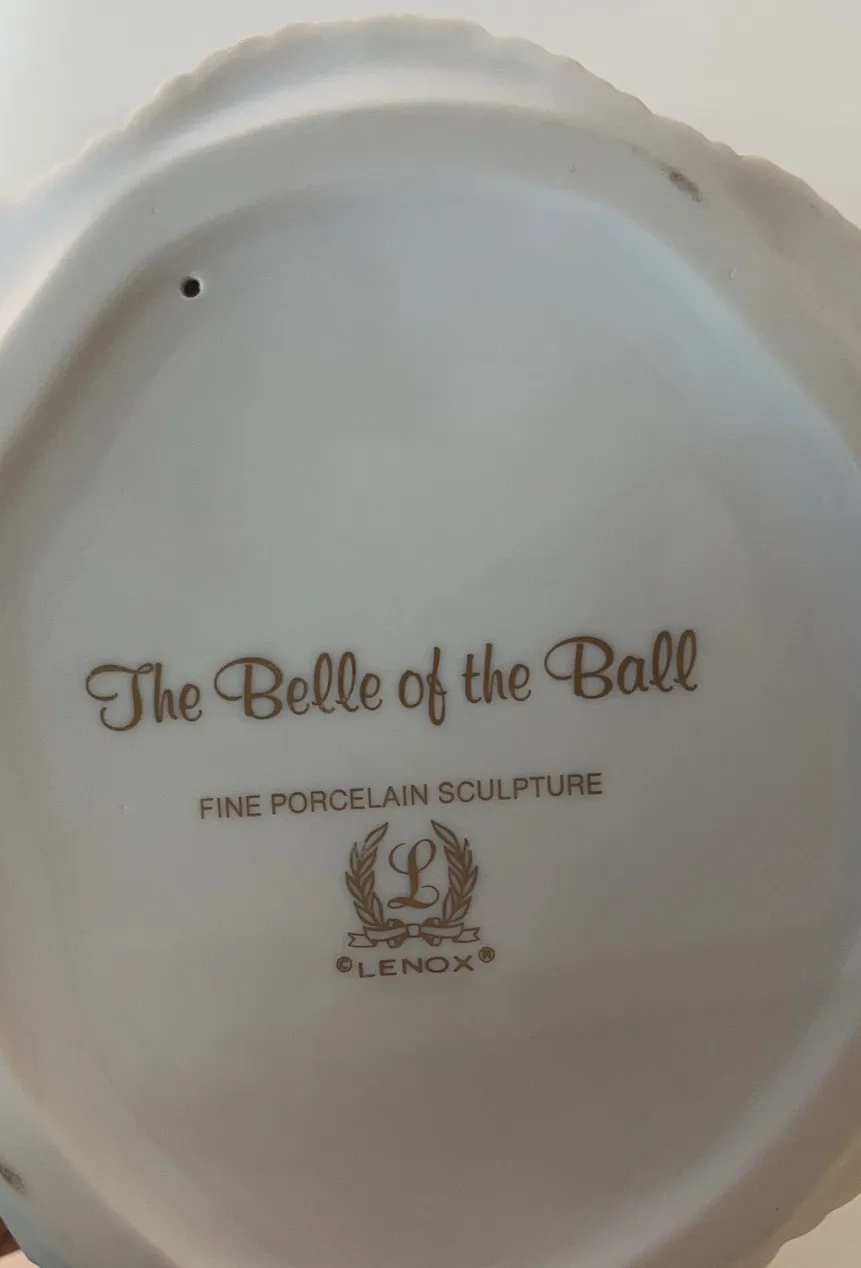 The Belle of the Ball
FINE PORCELAIN SCULPTURE
L
©LENOX®